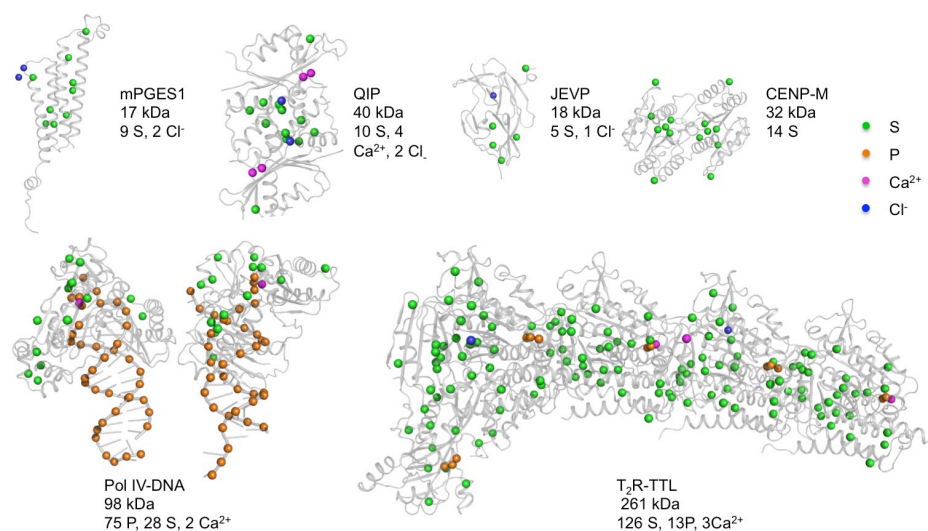 mPGES1
17 kDa
9 S, 2 Cl⁻
QIP
40 kDa
10 S, 4
Ca²⁺, 2 Cl₋
JEVP
18 kDa
5 S, 1 Cl⁻
CENP-M
32 kDa
14 S
S
P
Ca²⁺
Cl⁻
Pol IV-DNA
98 kDa
75 P, 28 S, 2 Ca²⁺
T₂R-TTL
261 kDa
126 S, 13P, 3Ca²⁺